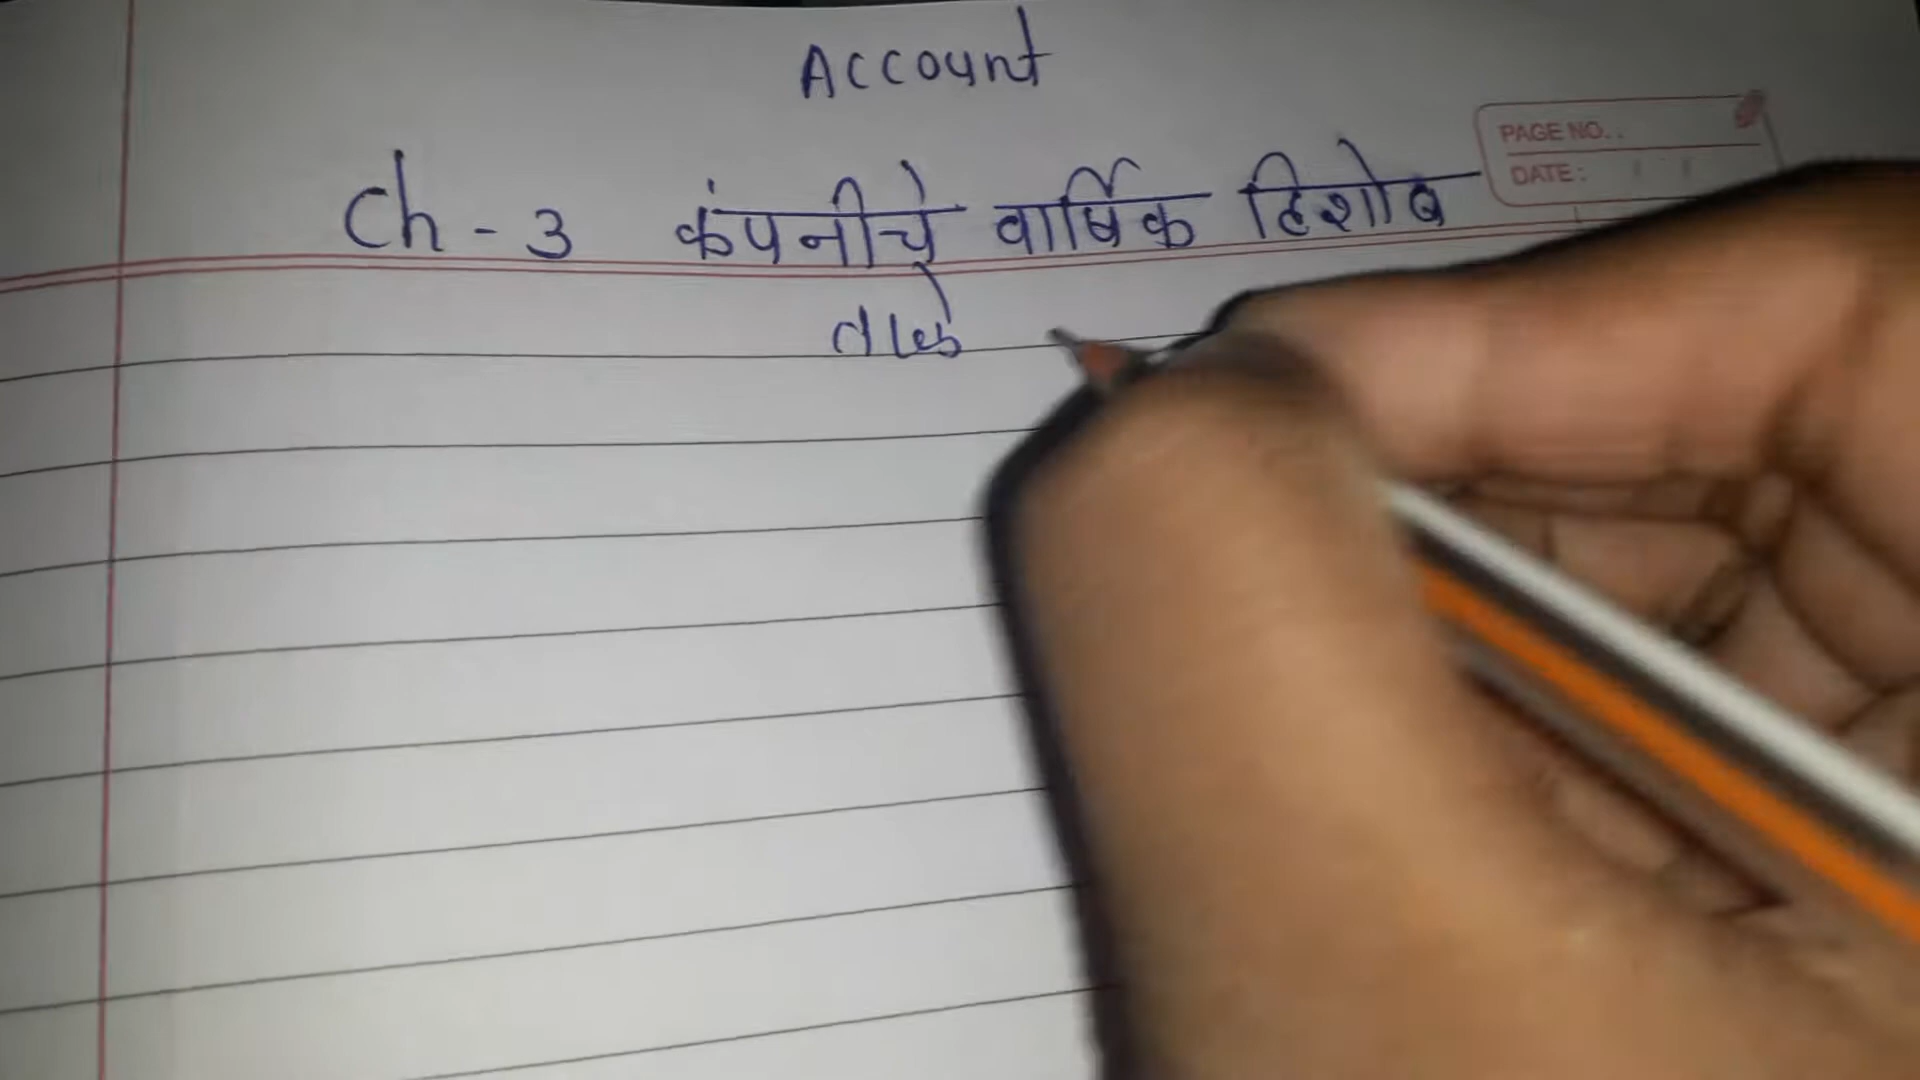 Account
PAGE NO. :
DATE :
Ch - 3 कंपनीचे वार्षिक हिशोब
ताळे